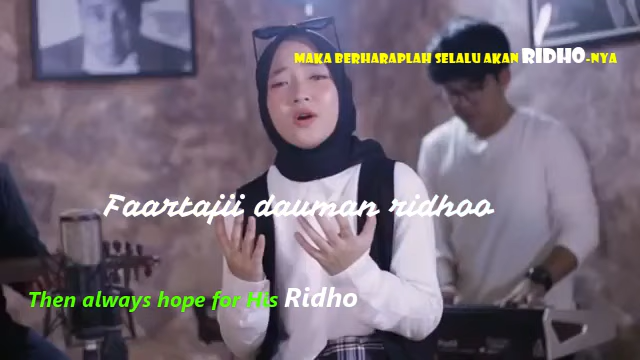 MAKA BERHARAPLAH SELALU AKAN RIDHO-NYA
Faartajii dauman ridhoo
Then always hope for His Ridho